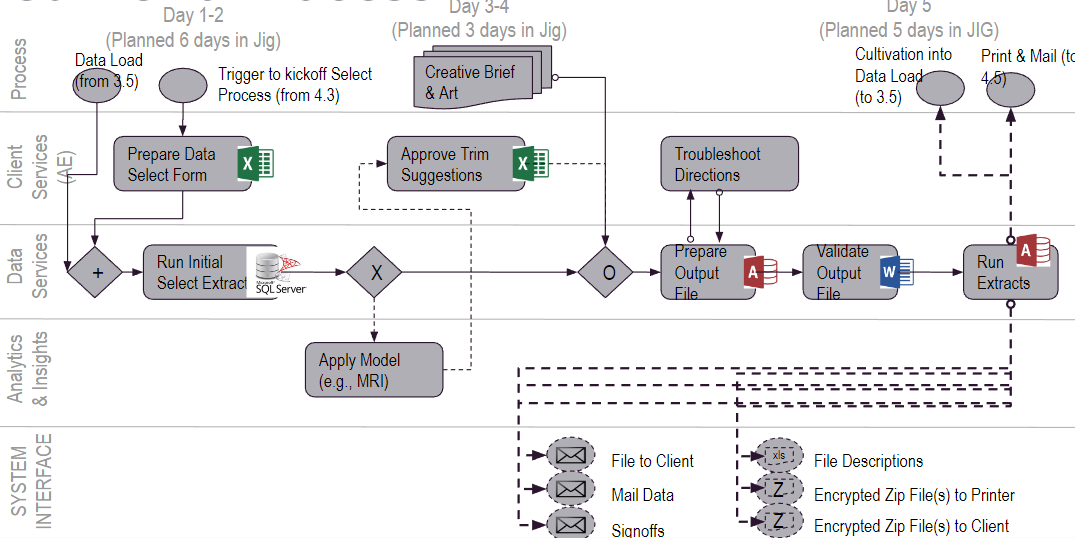 Day 1-2
(Planned 6 days in Jig)
Day 3-4
(Planned 3 days in Jig)
Day 5
(Planned 5 days in JIG)
Process
Data Load
(from 3.5)
Trigger to kickoff Select
Process (from 4.3)
Creative Brief
& Art
Cultivation into
Data Load
(to 3.5)
Print & Mail (to
4.5)
Client
Services
(AE)
Prepare Data
Select Form
X
Approve Trim
Suggestions
X
Troubleshoot
Directions
Data
Services
+
Run Initial
Select Extract
Microsoft
SQL Server
X
O
Prepare
Output
File
A
Validate
Output
File
W
Run
Extracts
A
Analytics
& Insights
Apply Model
(e.g., MRI)
SYSTEM
INTERFACE
File to Client
Mail Data
Signoffs
xls
File Descriptions
Z
Encrypted Zip File(s) to Printer
Z
Encrypted Zip File(s) to Client